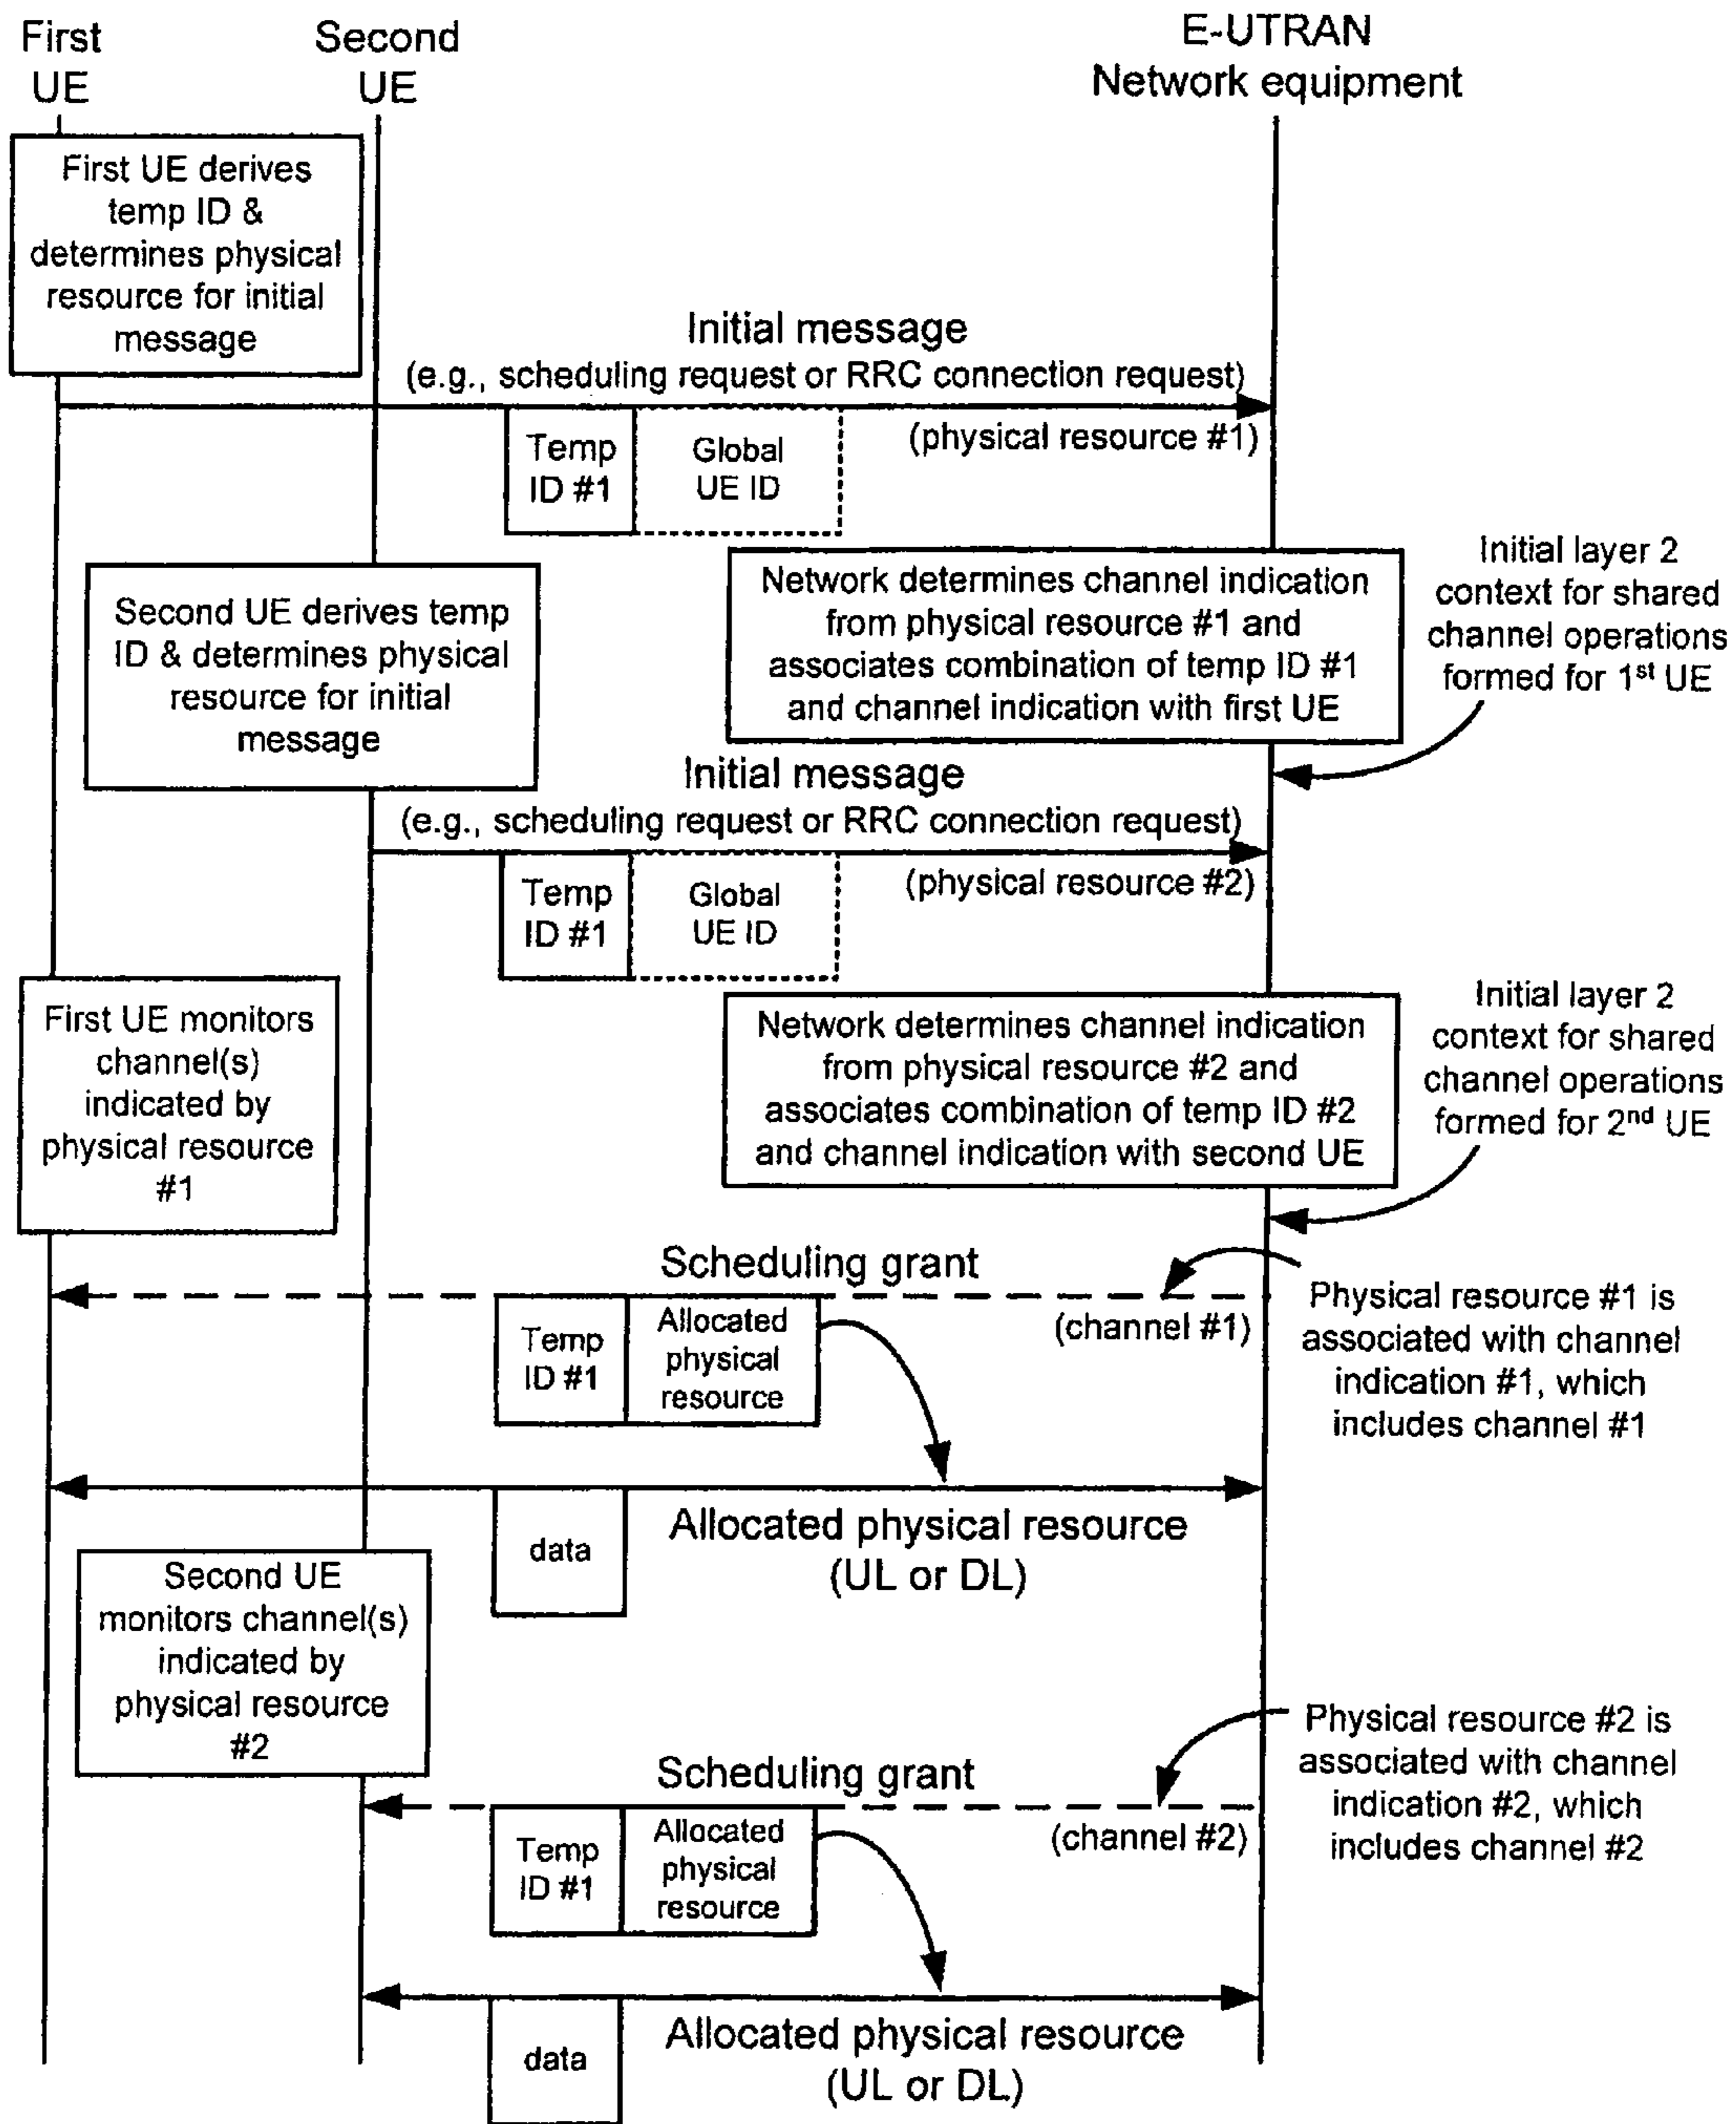 First
UE
Second
UE
E-UTRAN
Network equipment
First UE derives
temp ID &
determines physical
resource for initial
message
Initial message
(e.g., scheduling request or RRC connection request)
(physical resource #1)
Temp
ID #1
Global
UE ID
Second UE derives temp
ID & determines physical
resource for initial
message
Network determines channel indication
from physical resource #1 and
associates combination of temp ID #1
and channel indication with first UE
Initial layer 2
context for shared
channel operations
formed for 1st UE
Initial message
(e.g., scheduling request or RRC connection request)
(physical resource #2)
Temp
ID #1
Global
UE ID
First UE monitors
channel(s)
indicated by
physical resource
#1
Network determines channel indication
from physical resource #2 and
associates combination of temp ID #2
and channel indication with second UE
Initial layer 2
context for shared
channel operations
formed for 2nd UE
Scheduling grant
(channel #1)
Temp
ID #1
Allocated
physical
resource
Physical resource #1 is
associated with channel
indication #1, which
includes channel #1
data
Allocated physical resource
(UL or DL)
Second UE
monitors channel(s)
indicated by
physical resource
#2
Scheduling grant
(channel #2)
Temp
ID #1
Allocated
physical
resource
Physical resource #2 is
associated with channel
indication #2, which
includes channel #2
data
Allocated physical resource
(UL or DL)